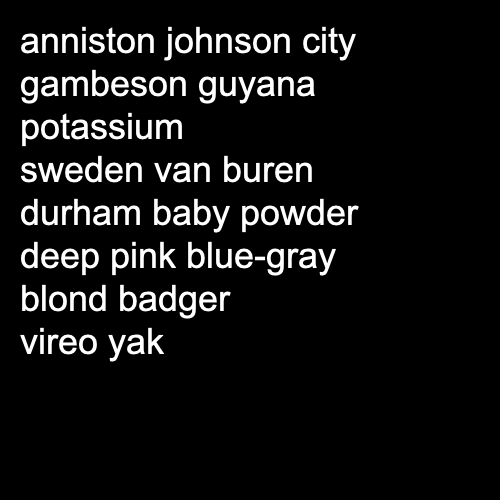 anniston johnson city
gambeson guyana
potassium
sweden van buren
durham baby powder
deep pink blue-gray
blond badger
vireo yak